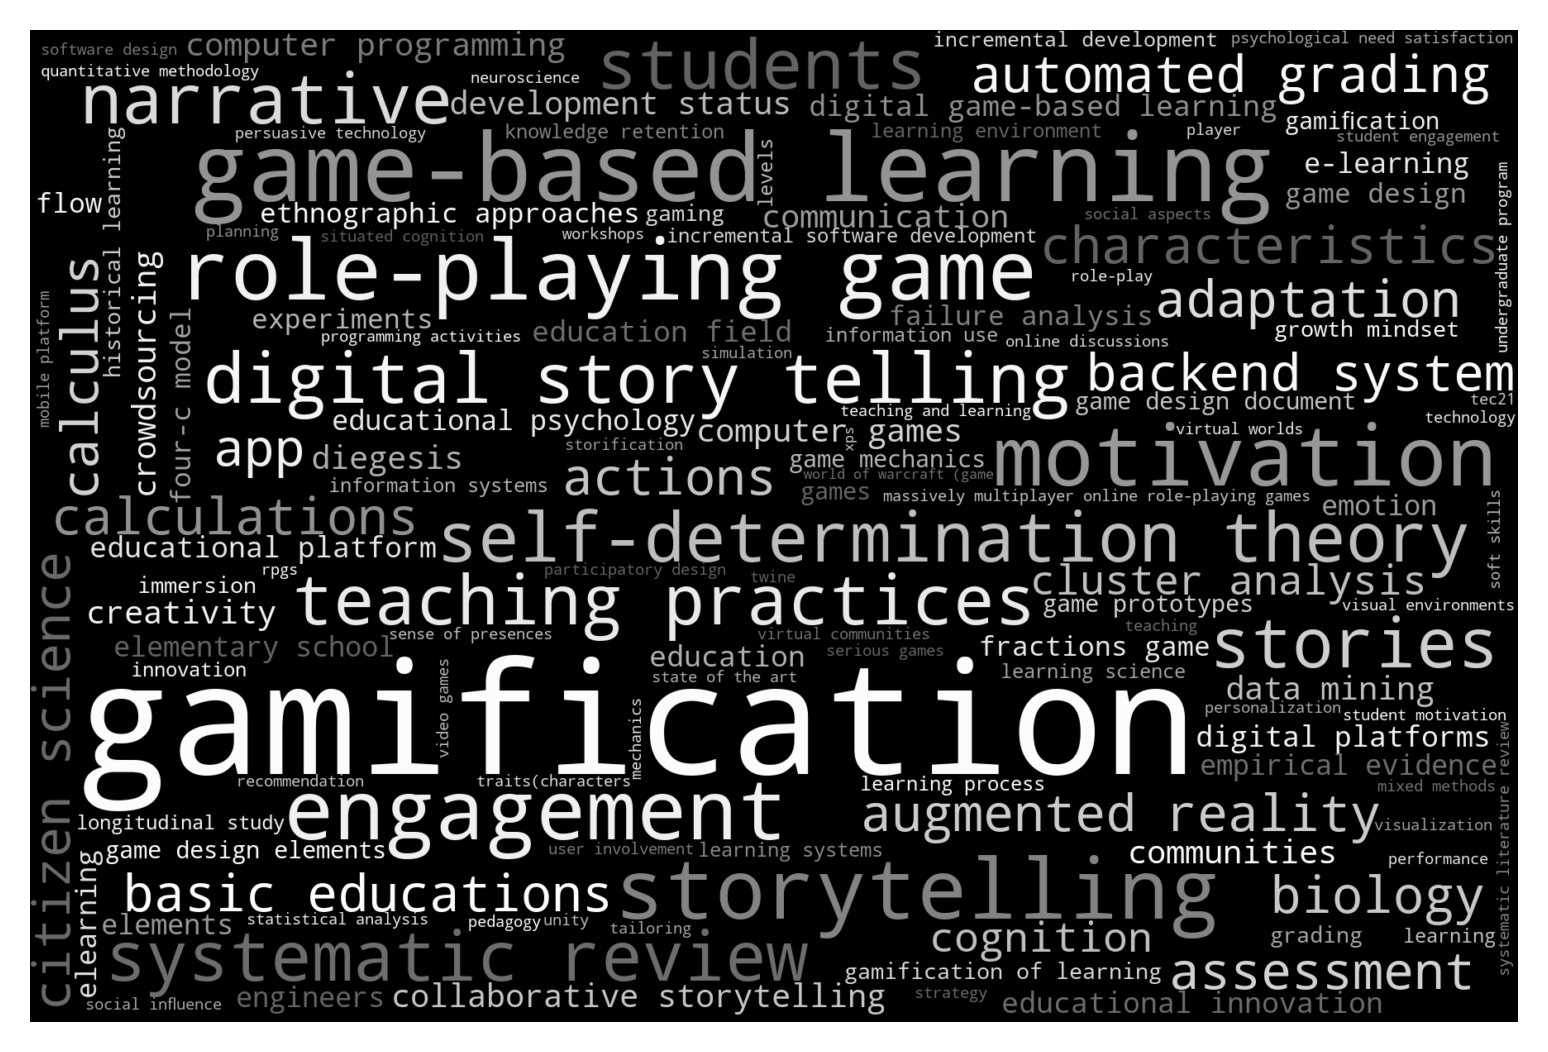 software design
computer programming
students
incremental development
psychological need satisfaction
quantitative methodology
narrative
neuroscience
automated grading
development status
digital game-based learning
gamification
persuasive technology
knowledge retention
learning environment
player
student engagement
historical learning
game-based learning
levels
e-learning
game design
undergraduate program
flow
ethnographic approaches
gaming
communication
social aspects
planning
situated cognition
workshops
incremental software development
characteristics
calculus
crowdsourcing
role-playing game
role-play
adaptation
mobile platform
four-c model
experiments
programming activities
education field
failure analysis
information use
online discussions
growth mindset
simulation
digital story telling
backend system
educational psychology
teaching and learning
game design document
tec21
technology
app
diegesis
storification
computer games
xps
virtual worlds
motivation
information systems
actions
game mechanics
world of warcraft (game
games
massively multiplayer online role-playing games
emotion
soft skills
calculations
self-determination theory
educational platform
rpgs
participatory design
twine
cluster analysis
immersion
creativity
teaching practices
game prototypes
visual environments
citizen science
elementary school
sense of presences
virtual communities
teaching
serious games
fractions game
stories
innovation
education
state of the art
learning science
gamification
video games
mechanics
data mining
personalization
student motivation
digital platforms
systematic literature review
recommendation
traits(characters
learning process
empirical evidence
mixed methods
longitudinal study
engagement
augmented reality
visualization
elearning
game design elements
user involvement
learning systems
communities
performance
basic educations
storytelling
biology
elements
statistical analysis
pedagogy
unity
tailoring
cognition
grading
learning
systematic review
gamification of learning
assessment
social influence
engineers
collaborative storytelling
strategy
educational innovation